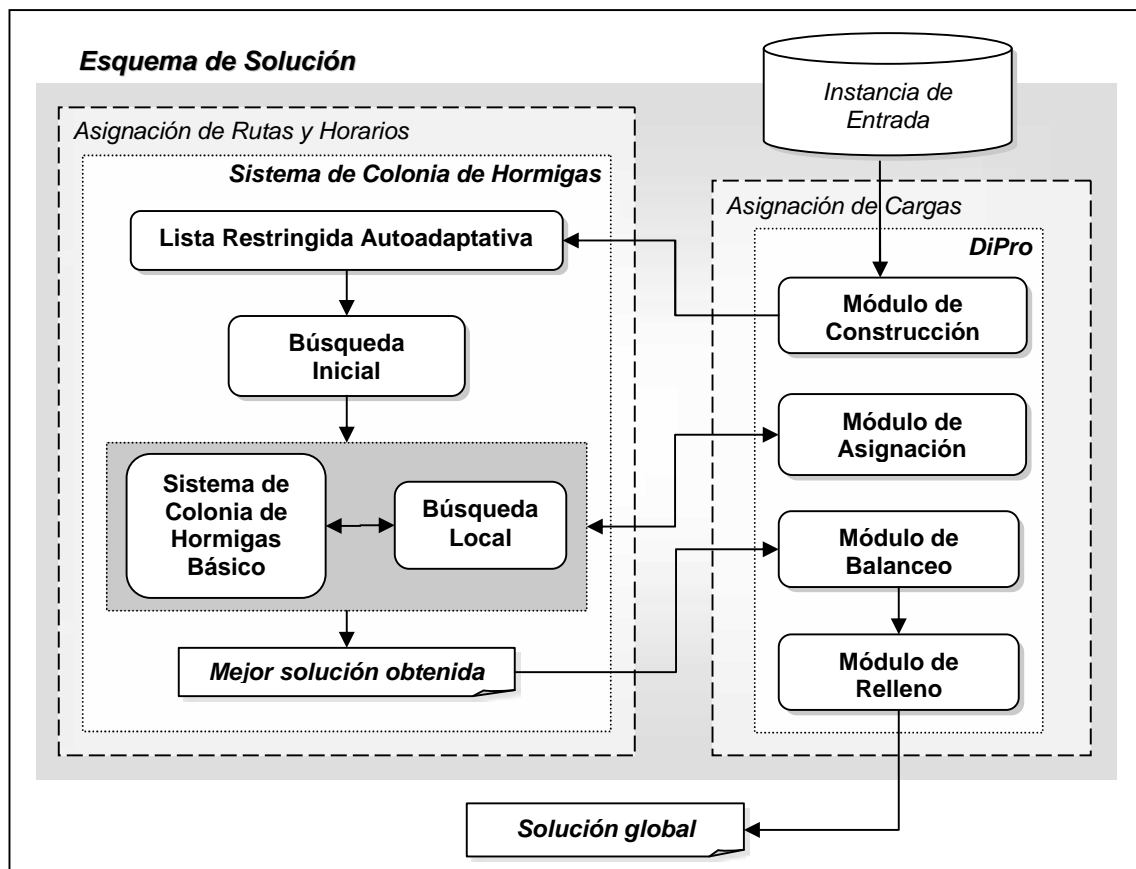 Esquema de Solución
Instancia de
Entrada
Asignación de Rutas y Horarios
Sistema de Colonia de Hormigas
Lista Restringida Autoadaptativa
Búsqueda
Inicial
Sistema de
Colonia de
Hormigas
Básico
Búsqueda
Local
Mejor solución obtenida
Asignación de Cargas
DiPro
Módulo de
Construcción
Módulo de
Asignación
Módulo de
Balanceo
Módulo de
Relleno
Solución global